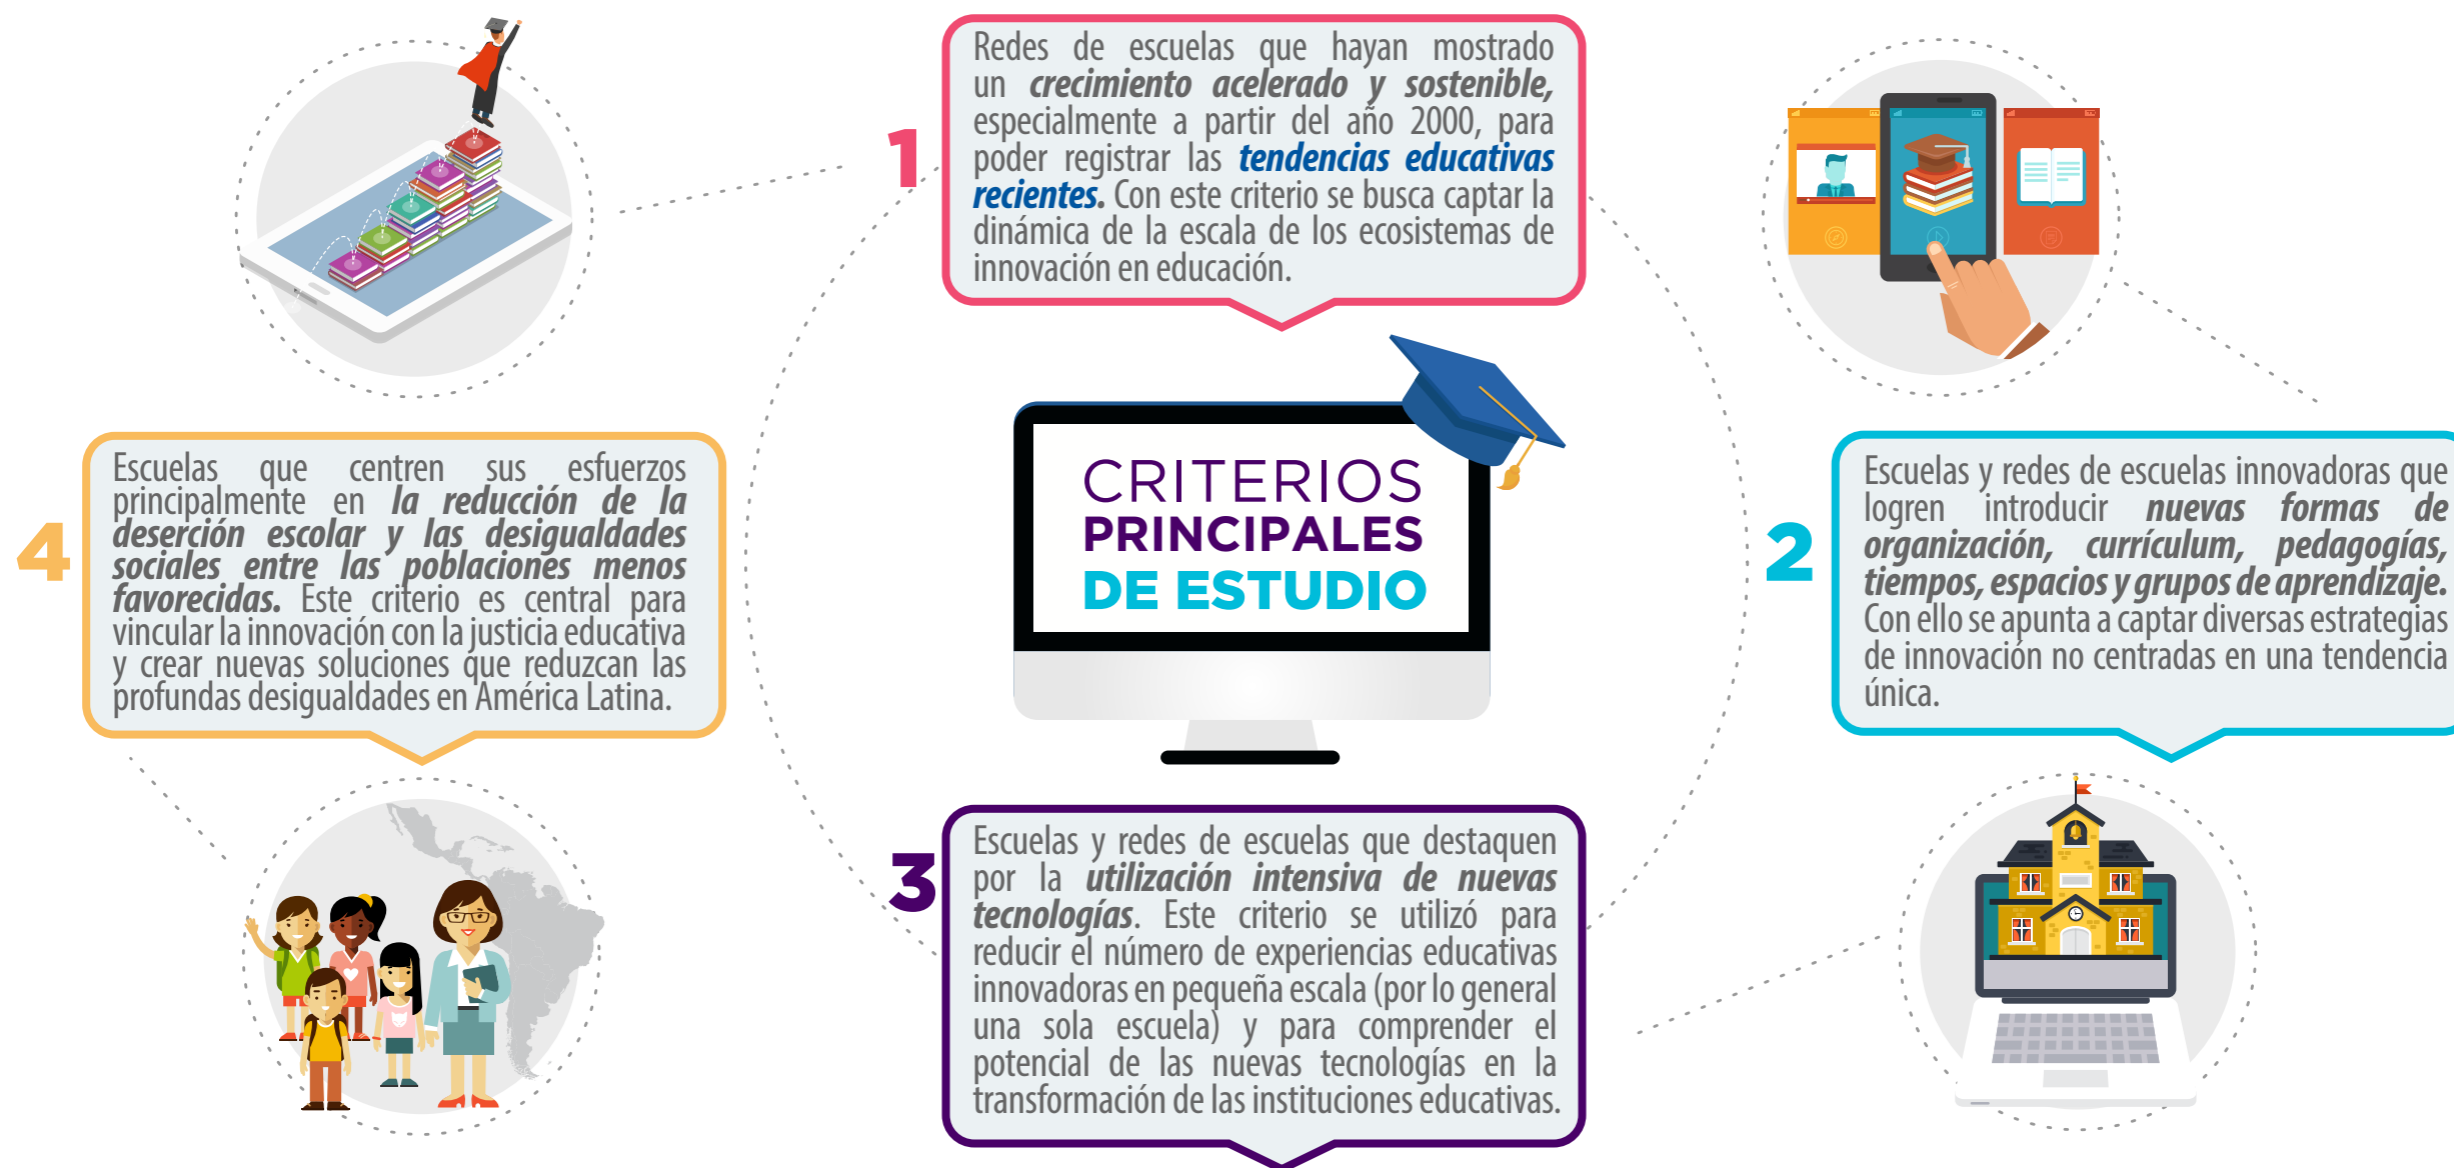 1
Redes de escuelas que hayan mostrado
un crecimiento acelerado y sostenible,
especialmente a partir del año 2000, para
poder registrar las tendencias educativas
recientes. Con este criterio se busca captar la
dinámica de la escala de los ecosistemas de
innovación en educación.
CRITERIOS
PRINCIPALES
DE ESTUDIO
2
Escuelas y redes de escuelas innovadoras que
logren introducir nuevas formas de
organización, currículum, pedagogías,
tiempos, espacios y grupos de aprendizaje.
Con ello se apunta a captar diversas estrategias
de innovación no centradas en una tendencia
única.
3
Escuelas y redes de escuelas que destaquen
por la utilización intensiva de nuevas
tecnologías. Este criterio se utilizó para
reducir el número de experiencias educativas
innovadoras en pequeña escala (por lo general
una sola escuela) y para comprender el
potencial de las nuevas tecnologías en la
transformación de las instituciones educativas.
4
Escuelas que centren sus esfuerzos
principalmente en la reducción de la
deserción escolar y las desigualdades
sociales entre las poblaciones menos
favorecidas. Este criterio es central para
vincular la innovación con la justicia educativa
y crear nuevas soluciones que reduzcan las
profundas desigualdades en América Latina.